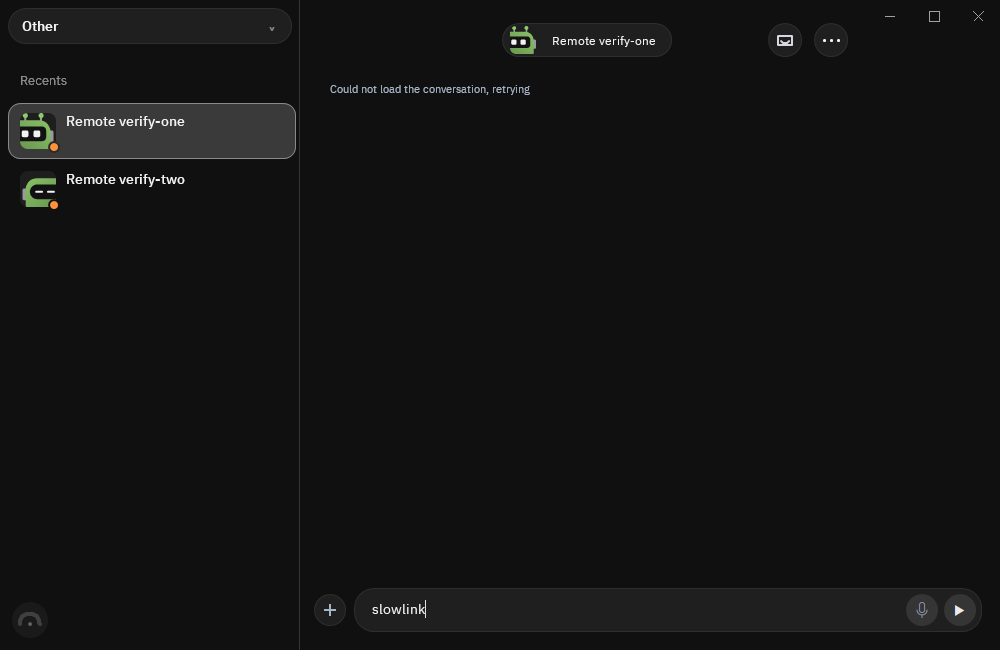 Other
Recents
Remote verify-one
Remote verify-two
Remote verify-one
Could not load the conversation, retrying
slowlink